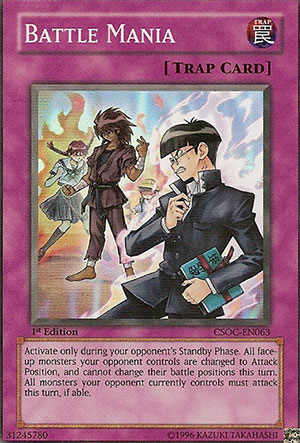 BATTLE MANIA
TRAP
罠
[ TRAP CARD ]
1st Edition
CSOC-EN063
Activate only during your opponent's Standby Phase. All face-
up monsters your opponent controls are changed to Attack
Position, and cannot change their battle positions this turn.
All monsters your opponent currently controls must attack
this turn, if able.
31245780
©1996 KAZUKI TAKAHASHI